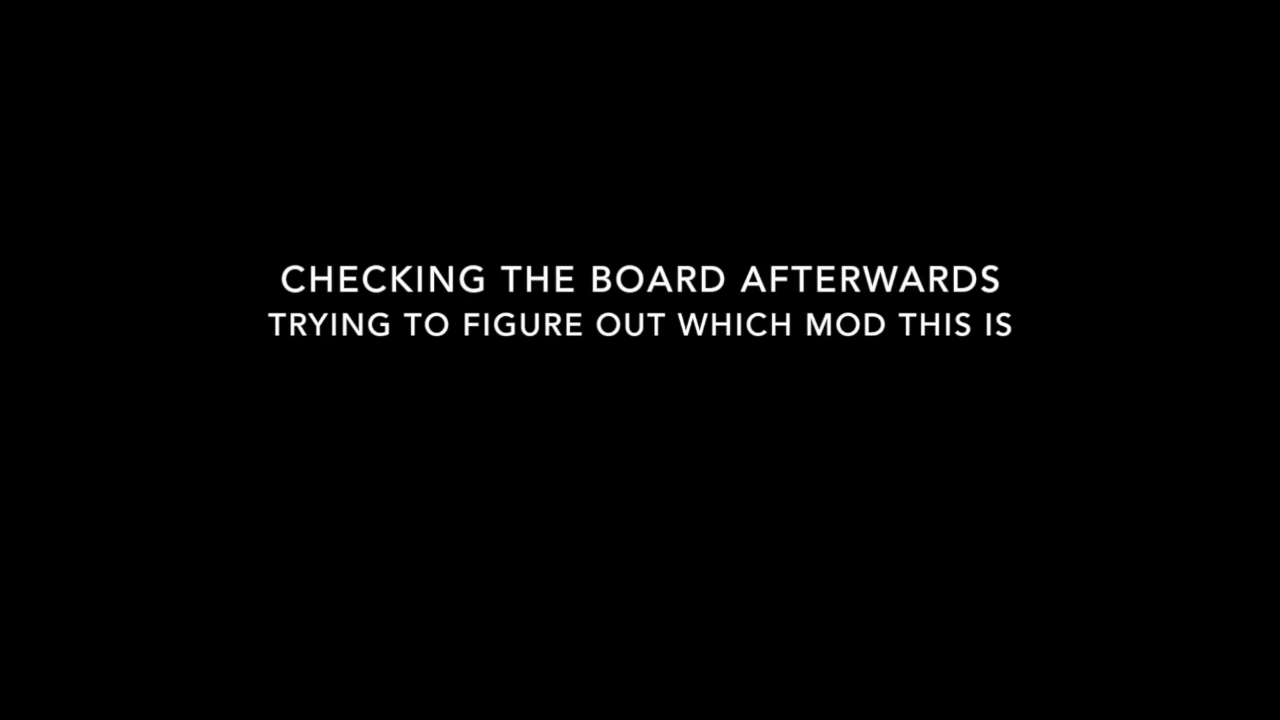 CHECKING THE BOARD AFTERWARDS
TRYING TO FIGURE OUT WHICH MOD THIS IS